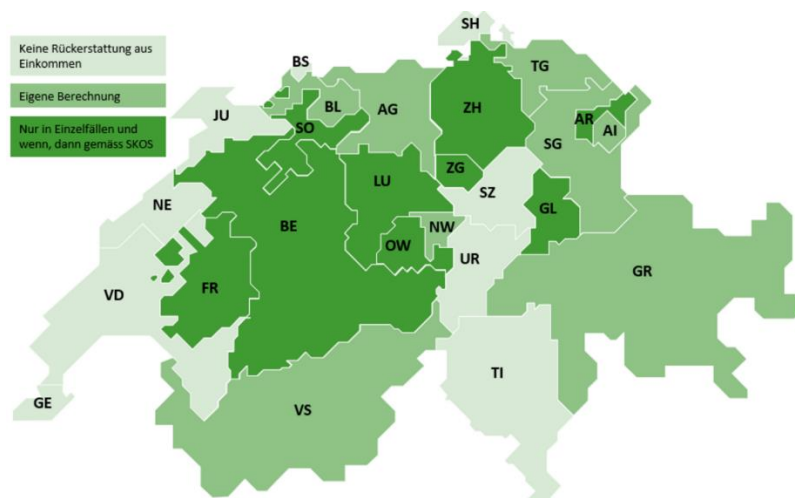 Keine Rückerstattung aus
Einkommen
Eigene Berechnung
Nur in Einzelfällen und
wenn, dann gemäss SKOS
SH
BS
TG
BL
AG
ZH
JU
SO
AR
AI
SG
ZG
LU
SZ
NE
GL
BE
NW
OW
UR
GR
FR
VD
TI
GE
VS